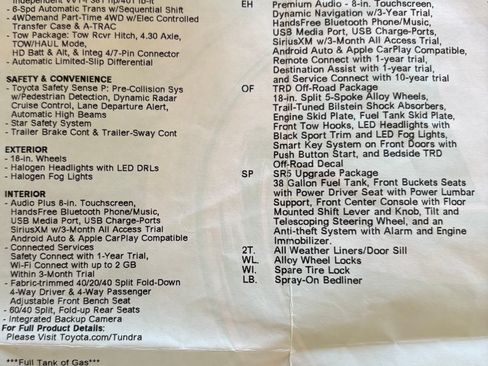 - 6-Spd Automatic Trans w/Sequential Shift
- 4WDemand Part-Time 4WD w/Elec Controlled
Transfer Case & A-TRAC
- Tow Package: Tow Rcvr Hitch, 4.30 Axle,
TOW/HAUL Mode,
HD Batt & Alt, & Integ 4/7-Pin Connector
- Automatic Limited-Slip Differential
SAFETY & CONVENIENCE
- Toyota Safety Sense P: Pre-Collision Sys
w/Pedestrian Detection, Dynamic Radar
Cruise Control, Lane Departure Alert,
Automatic High Beams
- Star Safety System
- Trailer Brake Cont & Trailer-Sway Cont
EXTERIOR
- 18-in. Wheels
- Halogen Headlights with LED DRLs
- Halogen Fog Lights
INTERIOR
- Audio Plus 8-in. Touchscreen,
HandsFree Bluetooth Phone/Music,
USB Media Port, USB Charge-Ports
SiriusXM w/3-Month All Access Trial
Android Auto & Apple CarPlay Compatible
- Connected Services
Safety Connect with 1-Year Trial,
Wi-Fi Connect with up to 2 GB
Within 3-Month Trial
- Fabric-trimmed 40/20/40 Split Fold-Down
4-Way Driver & 4-Way Passenger
Adjustable Front Bench Seat
- 60/40 Split, Fold-up Rear Seats
- Integrated Backup Camera
For Full Product Details:
Please Visit Toyota.com/Tundra
***Full Tank of Gas***
EH Premium Audio - 8-in. Touchscreen,
Dynamic Navigation w/3-Year Trial,
HandsFree Bluetooth Phone/Music,
USB Media Port, USB Charge-Ports,
SiriusXM w/3-Month All Access Trial,
Android Auto & Apple CarPlay Compatible,
Remote Connect with 1-year trial,
Destination Assist with 1-year trial,
and Service Connect with 10-year trial
OF TRD Off-Road Package
18-in. Split 5-Spoke Alloy Wheels,
Trail-Tuned Bilstein Shock Absorbers,
Engine Skid Plate, Fuel Tank Skid Plate,
Front Tow Hooks, LED Headlights with
Black Sport Trim and LED Fog Lights,
Smart Key System on Front Doors with
Push Button Start, and Bedside TRD
Off-Road Decal
SP SR5 Upgrade Package
38 Gallon Fuel Tank, Front Buckets Seats
with Power Driver Seat with Power Lumbar
Support, Front Center Console with Floor
Mounted Shift Lever and Knob, Tilt and
Telescoping Steering Wheel, and an
Anti-theft System with Alarm and Engine
Immobilizer.
2T. All Weather Liners/Door Sill
WL. Alloy Wheel Locks
WI. Spare Tire Lock
LB. Spray-On Bedliner